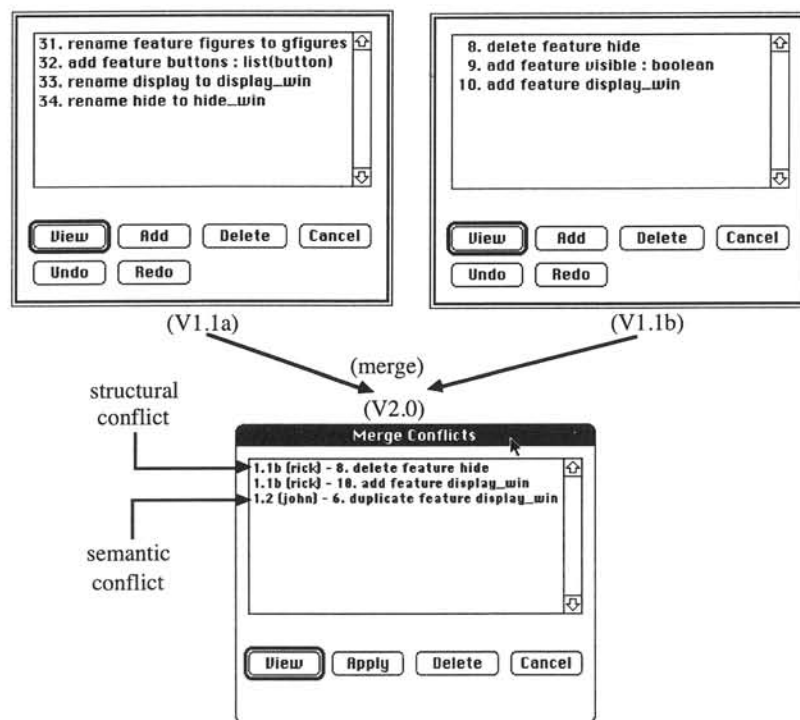 31. rename feature figures to gfigures
32. add feature buttons : list(button)
33. rename display to display_win
34. rename hide to hide_win
View Add Delete Cancel
Undo Redo
8. delete feature hide
9. add feature visible : boolean
10. add feature display_win
View Add Delete Cancel
Undo Redo
(V1.1a)
(V1.1b)
(merge)
(V2.0)
structural
conflict
semantic
conflict
Merge Conflicts
1.1b (rick) - 8. delete feature hide
1.1b (rick) - 10. add feature display_win
1.2 (john) - 6. duplicate feature display_win
View Apply Delete Cancel